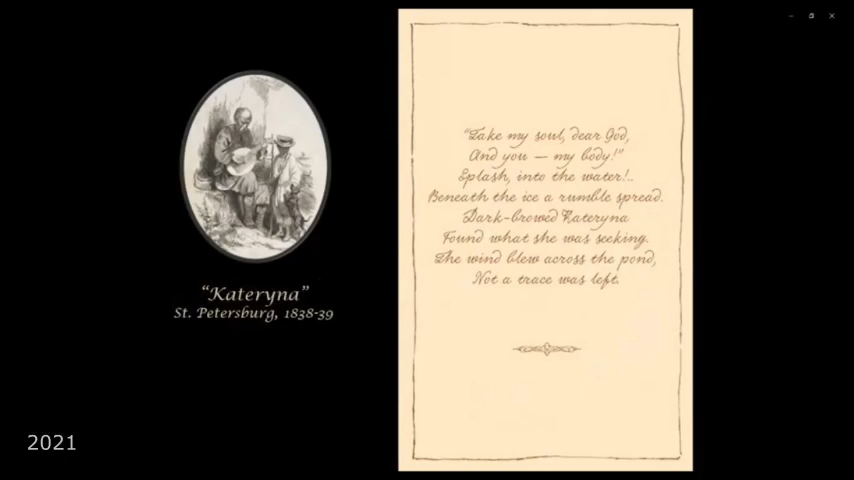 "Kateryna"
St. Petersburg, 1838-39
2021
"Take my soul, dear God,
And you — my body!"
Splash, into the water!..
Beneath the ice a rumble spread.
Dark-browed Kateryna
Found what she was seeking.
The wind blew across the pond,
Not a trace was left.